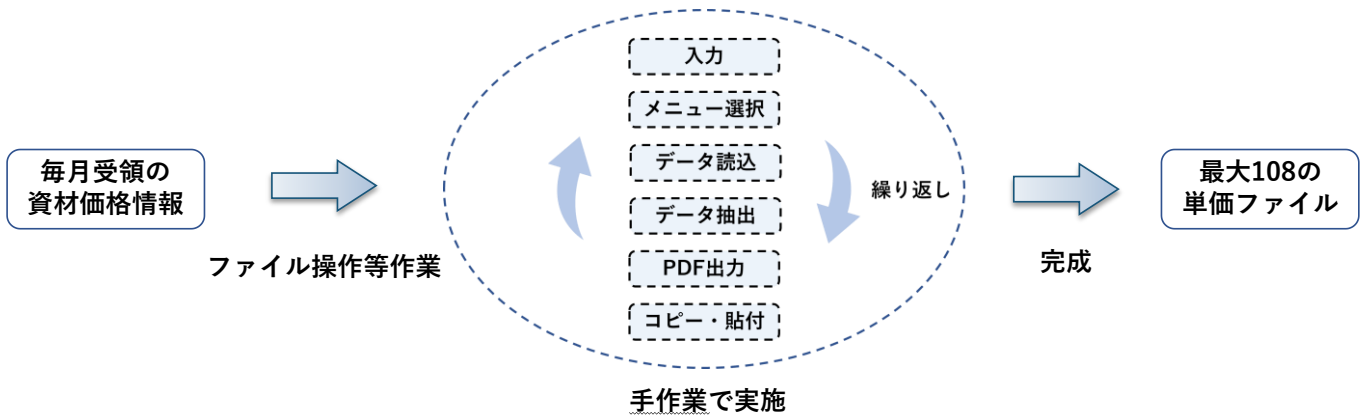 毎月受領の
資材価格情報
ファイル操作等作業
入力
メニュー選択
データ読込
データ抽出
PDF出力
コピー・貼付
繰り返し
手作業で実施
完成
最大108の
単価ファイル